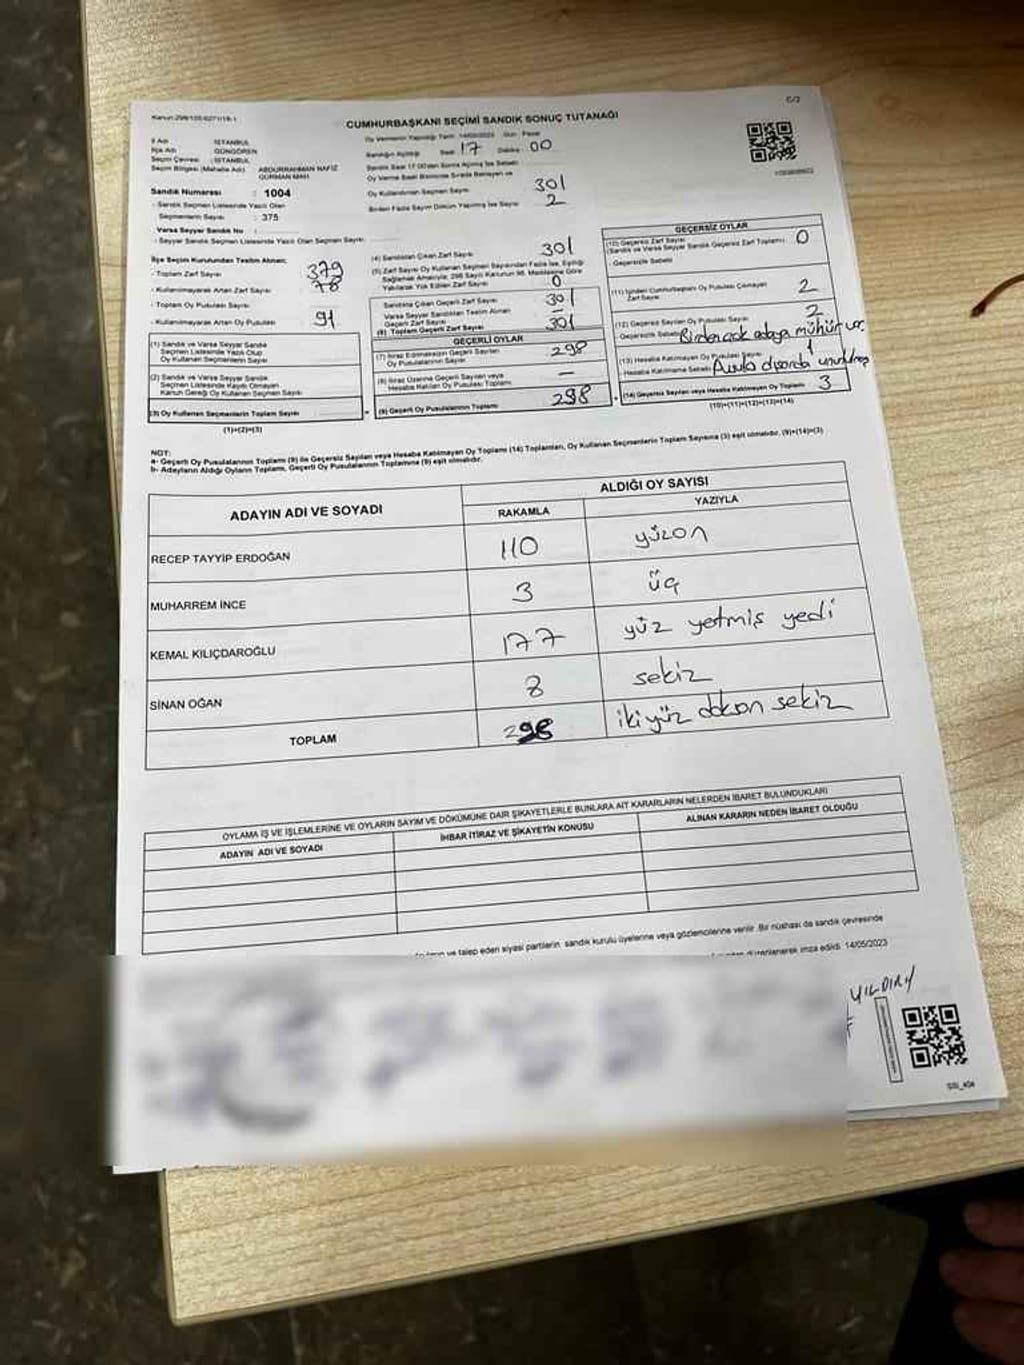 C/2
CUMHURBAŞKANI SEÇİMİ SANDIK SONUÇ TUTANAĞI
İl Adı : İSTANBUL
İlçe Adı : GÜNGÖREN
Seçim Çevresi : İSTANBUL
Seçim Bölgesi (Mahalle Adı) : ABDURRAHMAN NAFİZ
GÜRMAN MAH.
Sandık Numarası : 1004
- Sandık Seçmen Listesinde Yazılı Olan
Seçmenlerin Sayısı : 375
Varsa Seyyar Sandık No :
- Seyyar Sandık Seçmen Listesinde Yazılı Olan Seçmen Sayısı:
Oy Vermenin Yapıldığı Tarih: 14/05/2023 Gün : Pazar
Sandığın Açıldığı Saat 17 Dakika 00
Sandık Saat 17.00'den Sonra Açılmış İse Sebebi
Oy Verme Saati Bitiminde Sırada Bekleyen ve
Oy Kullandırılan Seçmen Sayısı 301
Birden Fazla Sayım Döküm Yapılmış İse Sayısı 2
İlçe Seçim Kurulundan Teslim Alınan;
- Toplam Zarf Sayısı 379
- Kullanılmayarak Artan Zarf Sayısı 78
- Toplam Oy Pusulası Sayısı
- Kullanılmayarak Artan Oy Pusulası 91
(1) Sandık ve Varsa Seyyar Sandık
Seçmen Listesinde Yazılı Olup
Oy Kullanan Seçmenlerin Sayısı
(2) Sandık ve Varsa Seyyar Sandık
Seçmen Listesinde Kayıtlı Olmayan
Kanun Gereği Oy Kullanan Seçmen Sayısı
(3) Oy Kullanan Seçmenlerin Toplam Sayısı
(1)+(2)=(3)
(4) Sandıktan Çıkan Zarf Sayısı 301
(5) Zarf Sayısı Oy Kullanan Seçmen Sayısından Fazla İse, Eşitliği
Sağlamak Amacıyla; 298 Sayılı Kanunun 98. Maddesine Göre
Yakılarak Yok Edilen Zarf Sayısı 0
Sandıkta Çıkan Geçerli Zarf Sayısı 301
Varsa Seyyar Sandıktan Teslim Alınan
Geçerli Zarf Sayısı –
(6) Toplam Geçerli Zarf Sayısı 301
GEÇERLİ OYLAR
(7) İtiraz Edilmeksizin Geçerli Sayılan
Oy Pusulalarının Sayısı 298
(8) İtiraz Üzerine Geçerli Sayılan veya
Hesaba Katılan Oy Pusulası Toplamı –
(9) Geçerli Oy Pusulalarının Toplamı 298
GEÇERSİZ OYLAR
(10) Geçersiz Zarf Sayısı
(Sandık ve Varsa Seyyar Sandık Geçersiz Zarf Toplamı) 0
- Geçersizlik Sebebi
(11) İçinden Cumhurbaşkanı Oy Pusulası Çıkmayan
Zarf Sayısı 2
(12) Geçersiz Sayılan Oy Pusulası Sayısı 2
Geçersizlik Sebebi Birden çok adaya mühür var.
(13) Hesaba Katılmayan Oy Pusulası Sayısı 1
Hesaba Katılmama Sebebi Pusula dışarıda unutulmuş
(14) Geçersiz Sayılan veya Hesaba Katılmayan Oy Toplamı 3
(10)+(11)+(12)+(13)=(14)
NOT:
a- Geçerli Oy Pusulalarının Toplamı (9) ile Geçersiz Sayılan veya Hesaba Katılmayan Oy Toplamı (14) Toplamları, Oy Kullanan Seçmenlerin Toplam Sayısına (3) eşit olmalıdır. (9)+(14)=(3)
b- Adayların Aldığı Oyların Toplamı, Geçerli Oy Pusulalarının Toplamına (9) eşit olmalıdır.
ADAYIN ADI VE SOYADI
ALDIĞI OY SAYISI
RAKAMLA YAZIYLA
RECEP TAYYİP ERDOĞAN 110 yüzon
MUHARREM İNCE 3 üç
KEMAL KILIÇDAROĞLU 177 yüz yetmiş yedi
SİNAN OĞAN 8 sekiz
TOPLAM 298 ikiyüz dokson sekiz
OYLAMA İŞ VE İŞLEMLERİNE VE OYLARIN SAYIM VE DÖKÜMÜNE DAİR ŞİKAYETLERLE BUNLARA AİT KARARLARIN NELERDEN İBARET BULUNDUKLARI
ADAYIN ADI VE SOYADI İHBAR İTİRAZ VE ŞİKAYETİN KONUSU ALINAN KARARIN NEDEN İBARET OLDUĞU
ve talep eden siyasi partilerin sandık kurulu üyelerine veya gözlemcilerine verilir. Bir nüshası da sandık çevresinde
düzenlenerek imza edildi. 14/05/2023
YILDIRIM